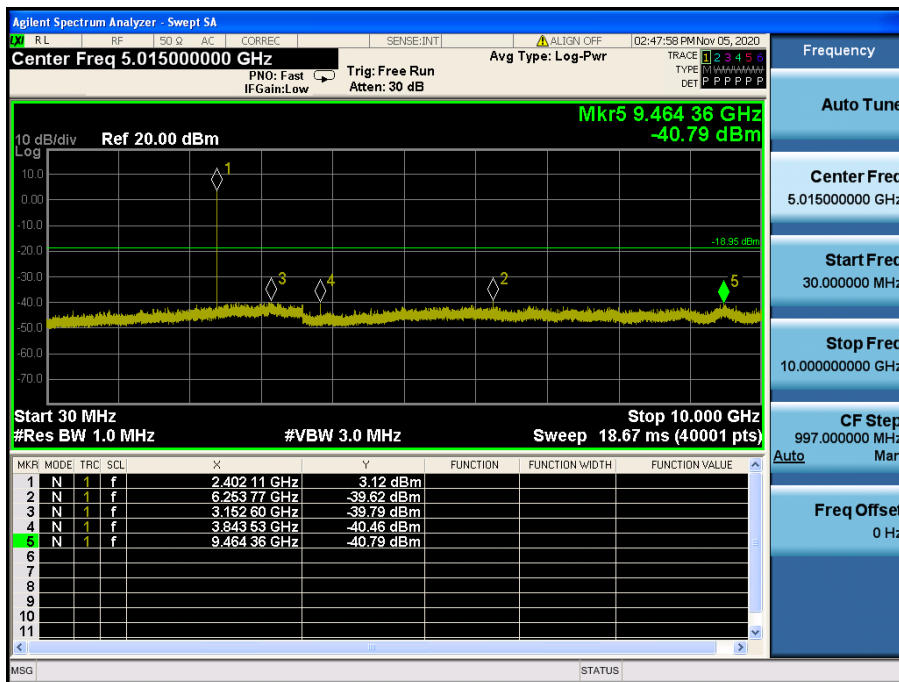 Agilent Spectrum Analyzer - Swept SA
LXI RL RF 50 Ω AC CORREC SENSE:INT ALIGN OFF 02:47:58 PM Nov 05, 2020
Center Freq 5.015000000 GHz
PNO: Fast
IFGain:Low
Trig: Free Run
Atten: 30 dB
Avg Type: Log-Pwr
TRACE 1 2 3 4 5 6
TYPE M W W W W W
DET P P P P P P
Mkr5 9.464 36 GHz
-40.79 dBm
10 dB/div
Log
Ref 20.00 dBm
10.0
0.00
-10.0
-20.0
-30.0
-40.0
-50.0
-60.0
-70.0
1
-18.95 dBm
3
4
2
5
Start 30 MHz
#Res BW 1.0 MHz
#VBW 3.0 MHz
Stop 10.000 GHz
Sweep 18.67 ms (40001 pts)
MKR MODE TRC SCL X Y FUNCTION FUNCTION WIDTH FUNCTION VALUE
1 N 1 f 2.402 11 GHz 3.12 dBm
2 N 1 f 6.253 77 GHz -39.62 dBm
3 N 1 f 3.152 60 GHz -39.79 dBm
4 N 1 f 3.843 53 GHz -40.46 dBm
5 N 1 f 9.464 36 GHz -40.79 dBm
6
7
8
9
10
11
MSG
STATUS
Frequency
Auto Tune
Center Freq
5.015000000 GHz
Start Freq
30.000000 MHz
Stop Freq
10.000000000 GHz
CF Step
997.000000 MHz
Auto Man
Freq Offset
0 Hz